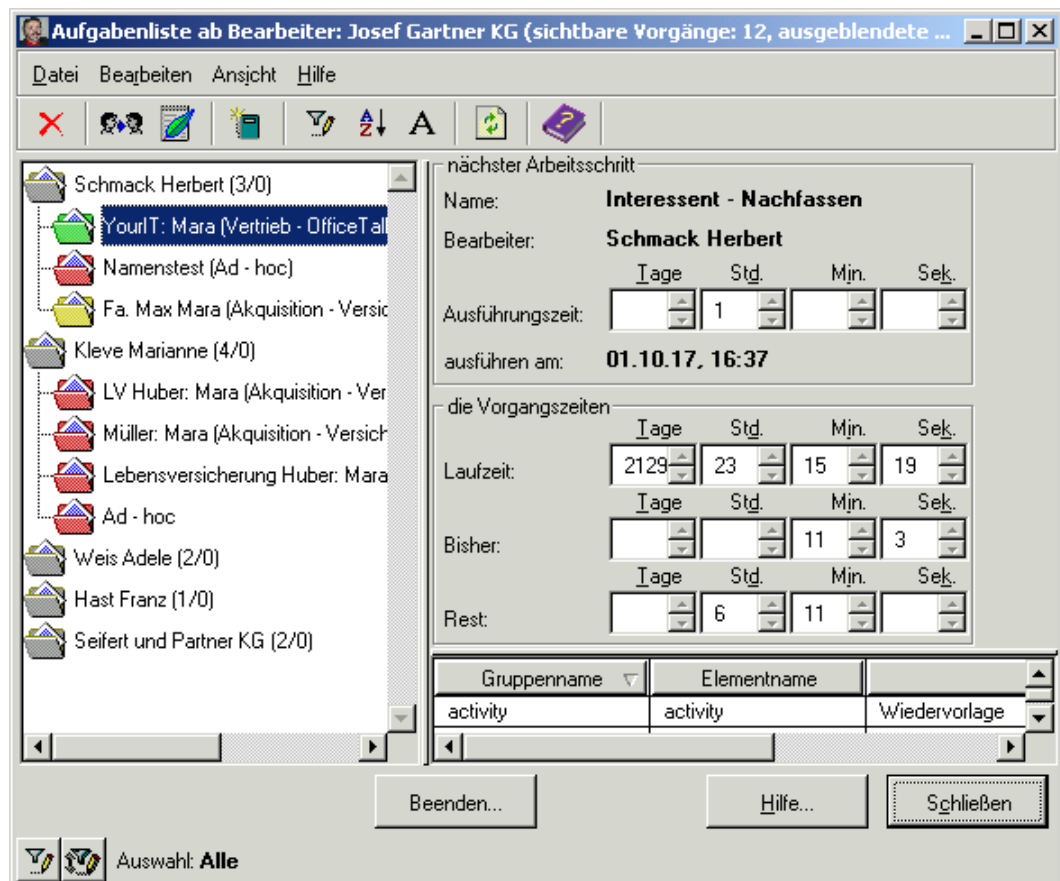 Aufgabenliste ab Bearbeiter: Josef Gartner KG (sichtbare Vorgänge: 12, ausgeblendete ...
Datei Bearbeiten Ansicht Hilfe
Schmack Herbert (3/0)
YourIT: Mara (Vertrieb - OfficeTall
Namenstest (Ad - hoc)
Fa. Max Mara (Akquisition - Versic
Kleve Marianne (4/0)
LV Huber: Mara (Akquisition - Ver
Müller: Mara (Akquisition - Versich
Lebensversicherung Huber: Mara
Ad - hoc
Weis Adele (2/0)
Hast Franz (1/0)
Seifert und Partner KG (2/0)
nächster Arbeitsschritt
Name: Interessent - Nachfassen
Bearbeiter: Schmack Herbert
Tage Std. Min. Sek.
Ausführungszeit: 1
ausführen am: 01.10.17, 16:37
die Vorgangszeiten
Tage Std. Min. Sek.
Laufzeit: 2129 23 15 19
Tage Std. Min. Sek.
Bisher: 11 3
Tage Std. Min. Sek.
Rest: 6 11
Gruppenname Elementname
activity activity Wiedervorlage
Beenden... Hilfe... Schließen
Auswahl: Alle